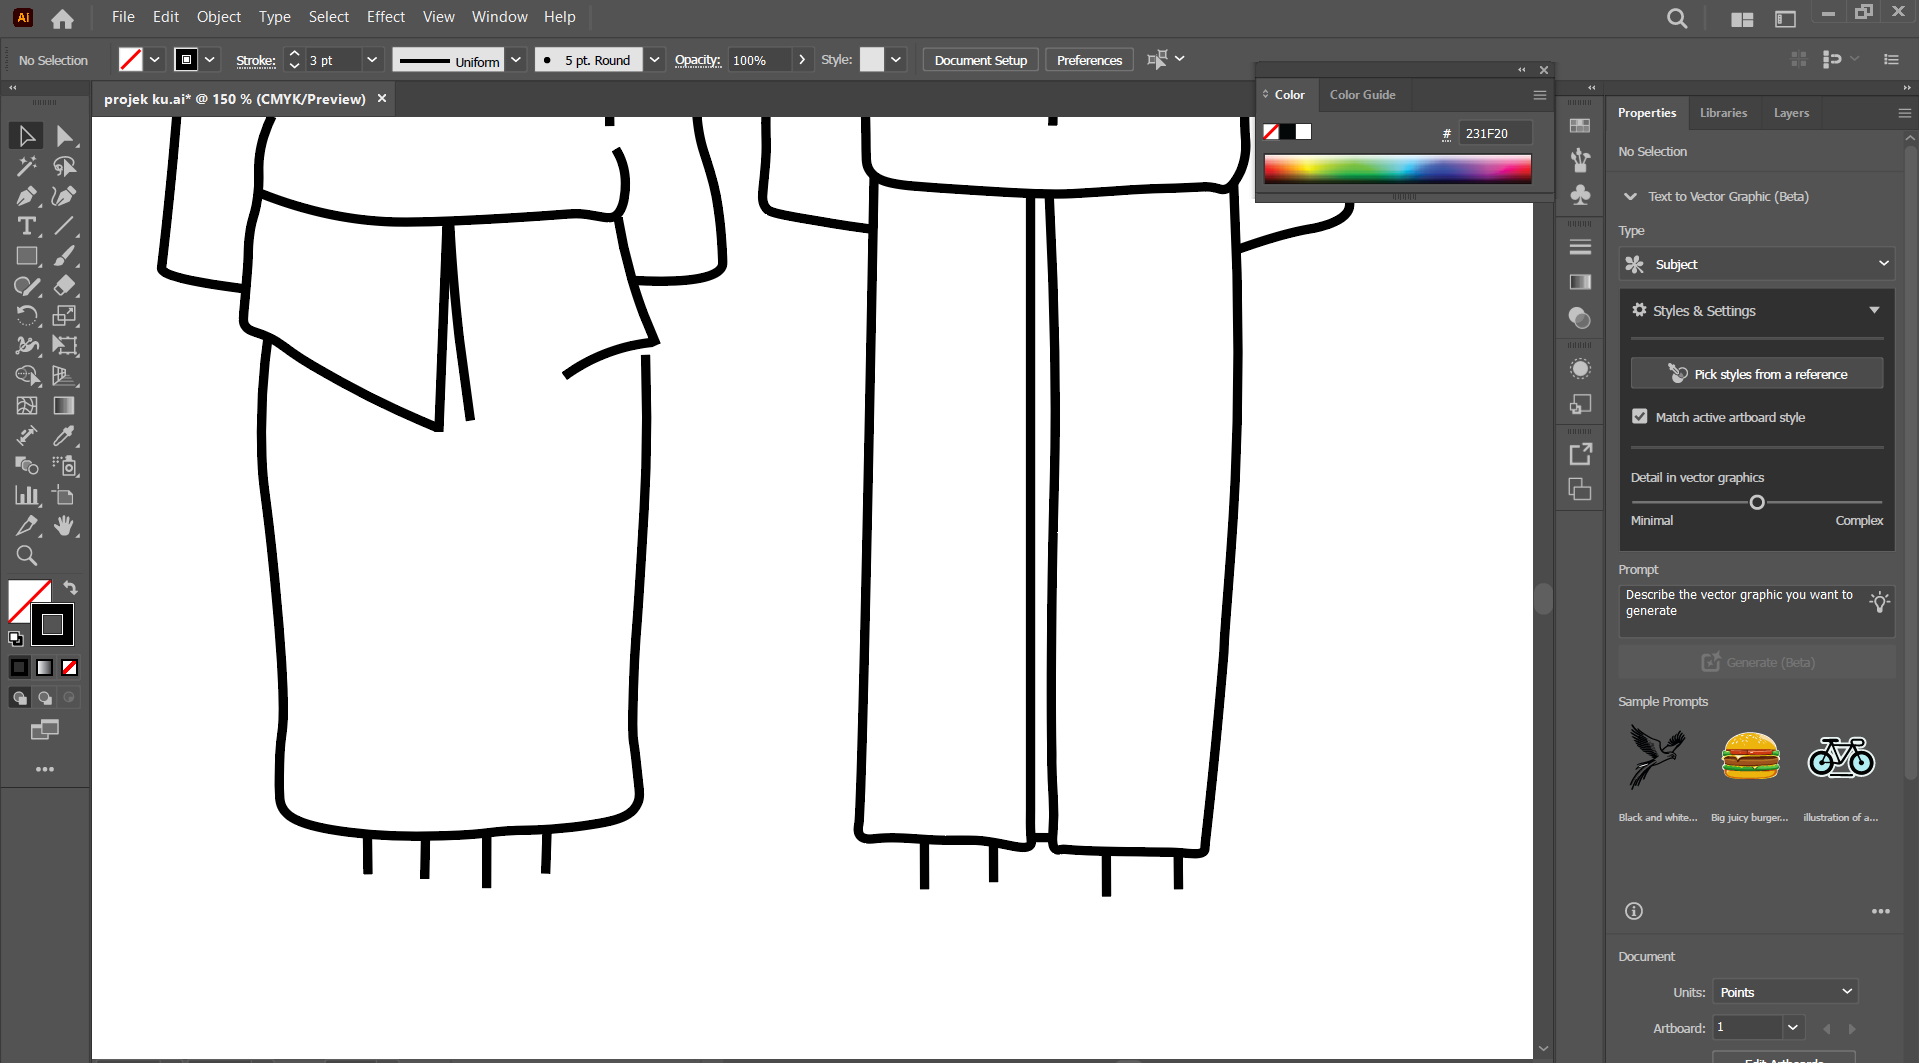 Ai File Edit Object Type Select Effect View Window Help
No Selection Stroke: 3 pt Uniform 5 pt. Round Opacity: 100% Style: Document Setup Preferences
projek ku.ai* @ 150 % (CMYK/Preview)
Color Color Guide
# 231F20
Properties Libraries Layers
No Selection
Text to Vector Graphic (Beta)
Type
Subject
Styles & Settings
Pick styles from a reference
Match active artboard style
Detail in vector graphics
Minimal Complex
Prompt
Describe the vector graphic you want to
generate
Generate (Beta)
Sample Prompts
Black and white... Big juicy burger... illustration of a...
Document
Units: Points
Artboard: 1
Edit Artboards